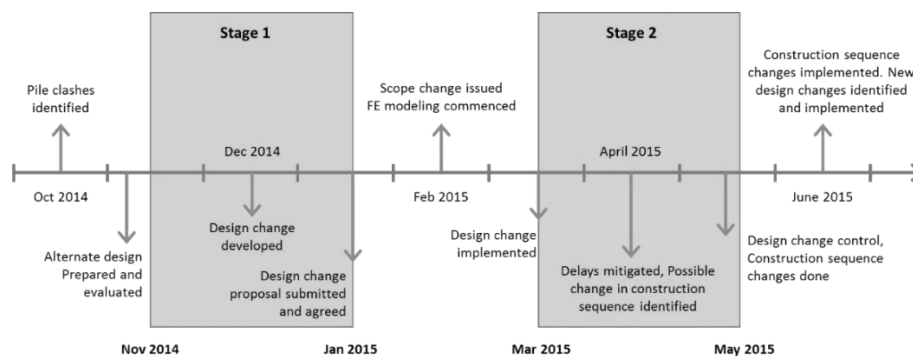 Stage 1
Stage 2
Pile clashes
identified
Scope change issued
FE modeling commenced
Construction sequence
changes implemented. New
design changes identified
and implemented
Dec 2014
April 2015
Oct 2014
Feb 2015
June 2015
Alternate design
Prepared and
evaluated
Design change
developed
Design change
proposal submitted
and agreed
Design change
implemented
Delays mitigated, Possible
change in construction
sequence identified
Design change control,
Construction sequence
changes done
Nov 2014
Jan 2015
Mar 2015
May 2015